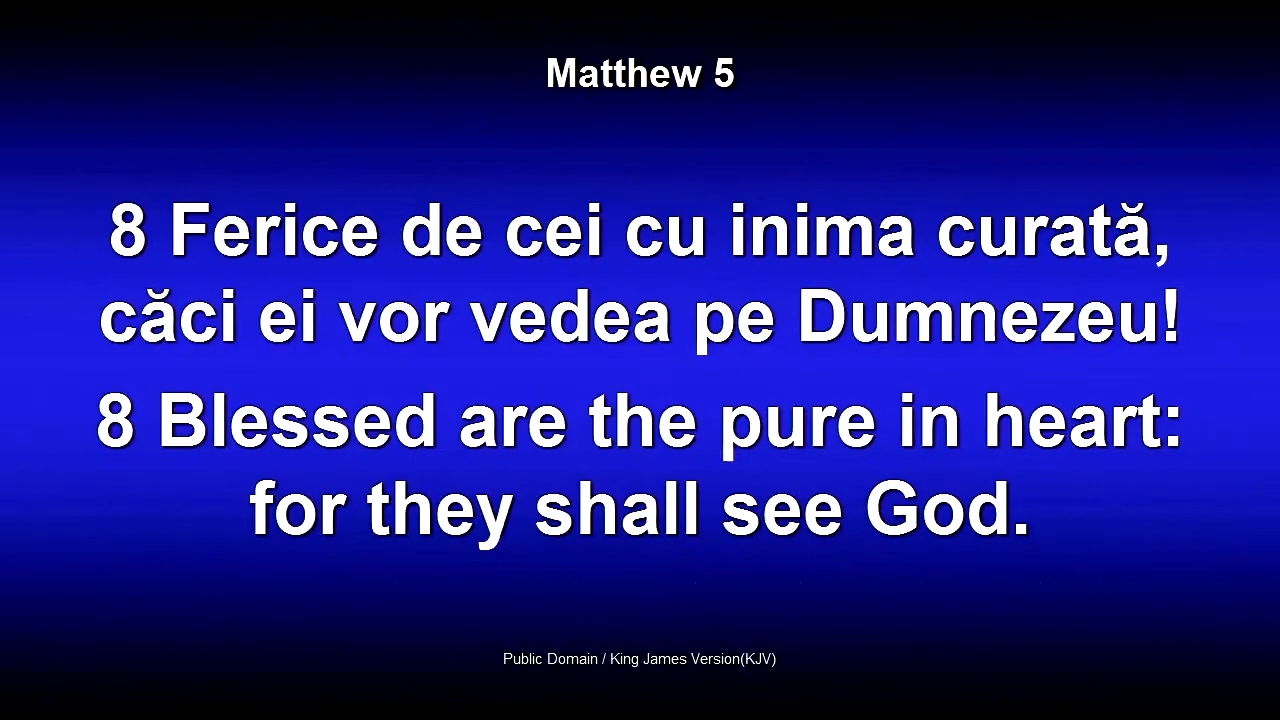 Matthew 5
8 Ferice de cei cu inima curată,
căci ei vor vedea pe Dumnezeu!
8 Blessed are the pure in heart:
for they shall see God.
Public Domain / King James Version(KJV)